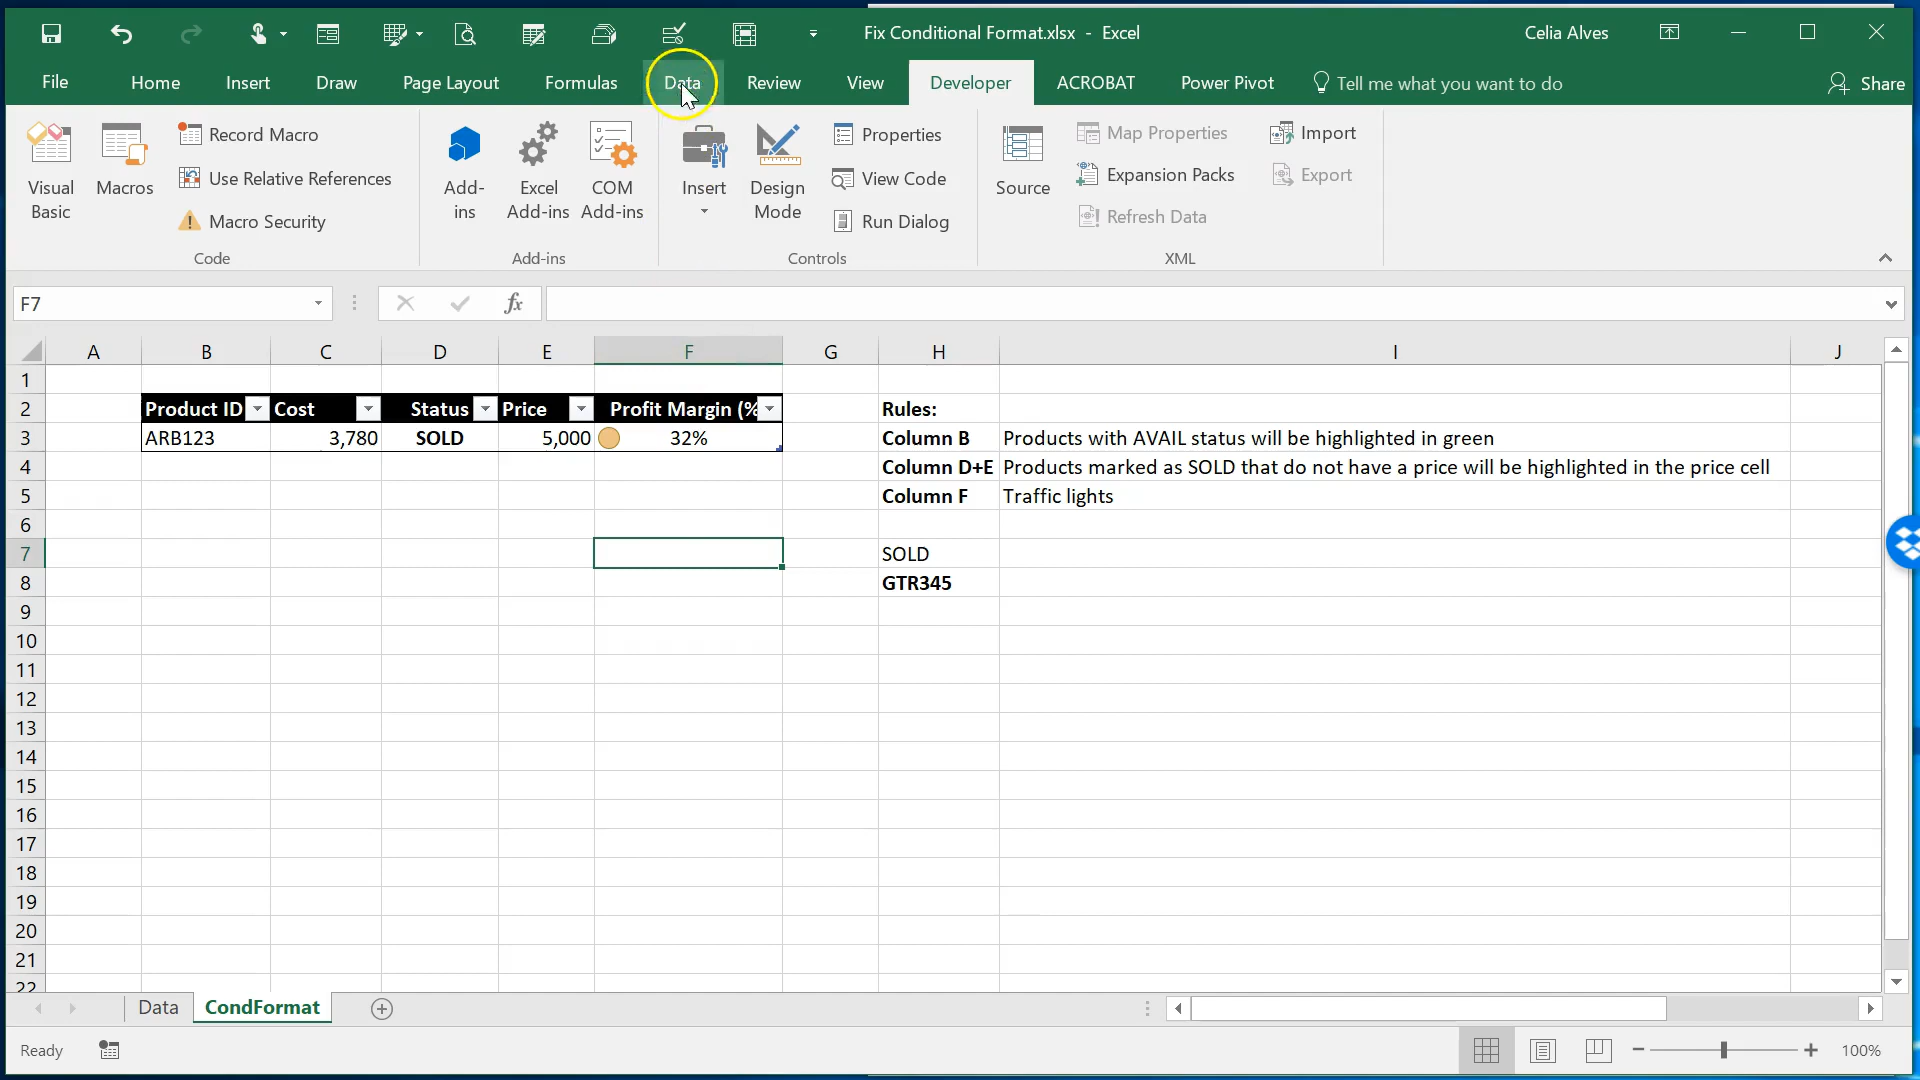 Fix Conditional Format.xlsx - Excel
Celia Alves
File Home Insert Draw Page Layout Formulas Data Review View Developer ACROBAT Power Pivot Tell me what you want to do Share
Visual Basic
Macros
Record Macro
Use Relative References
Macro Security
Code
Add-ins
Excel Add-ins
COM Add-ins
Add-ins
Insert
Design Mode
Properties
View Code
Run Dialog
Controls
Source
Map Properties
Expansion Packs
Refresh Data
Import
Export
XML
F7
fx
A B C D E F G H I J
1
2 Product ID Cost Status Price Profit Margin (% Rules:
3 ARB123 3,780 SOLD 5,000 32% Column B Products with AVAIL status will be highlighted in green
4 Column D+E Products marked as SOLD that do not have a price will be highlighted in the price cell
5 Column F Traffic lights
6
7 SOLD
8 GTR345
9
10
11
12
13
14
15
16
17
18
19
20
21
22
Data CondFormat
Ready 100%